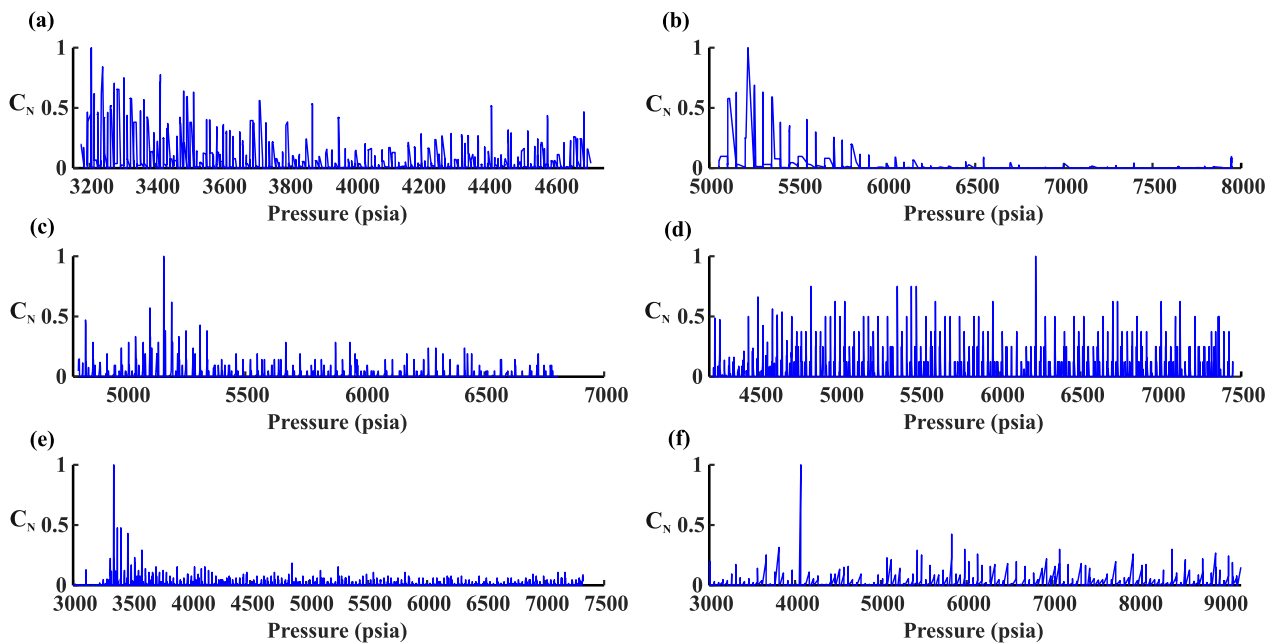 (a)
1
C_N 0.5
0
3200 3400 3600 3800 4000 4200 4400 4600
Pressure (psia)
(b)
1
C_N 0.5
0
5000 5500 6000 6500 7000 7500 8000
Pressure (psia)
(c)
1
C_N 0.5
0
5000 5500 6000 6500 7000
Pressure (psia)
(d)
1
C_N 0.5
0
4500 5000 5500 6000 6500 7000 7500
Pressure (psia)
(e)
1
C_N 0.5
0
3000 3500 4000 4500 5000 5500 6000 6500 7000 7500
Pressure (psia)
(f)
1
C_N 0.5
0
3000 4000 5000 6000 7000 8000 9000
Pressure (psia)